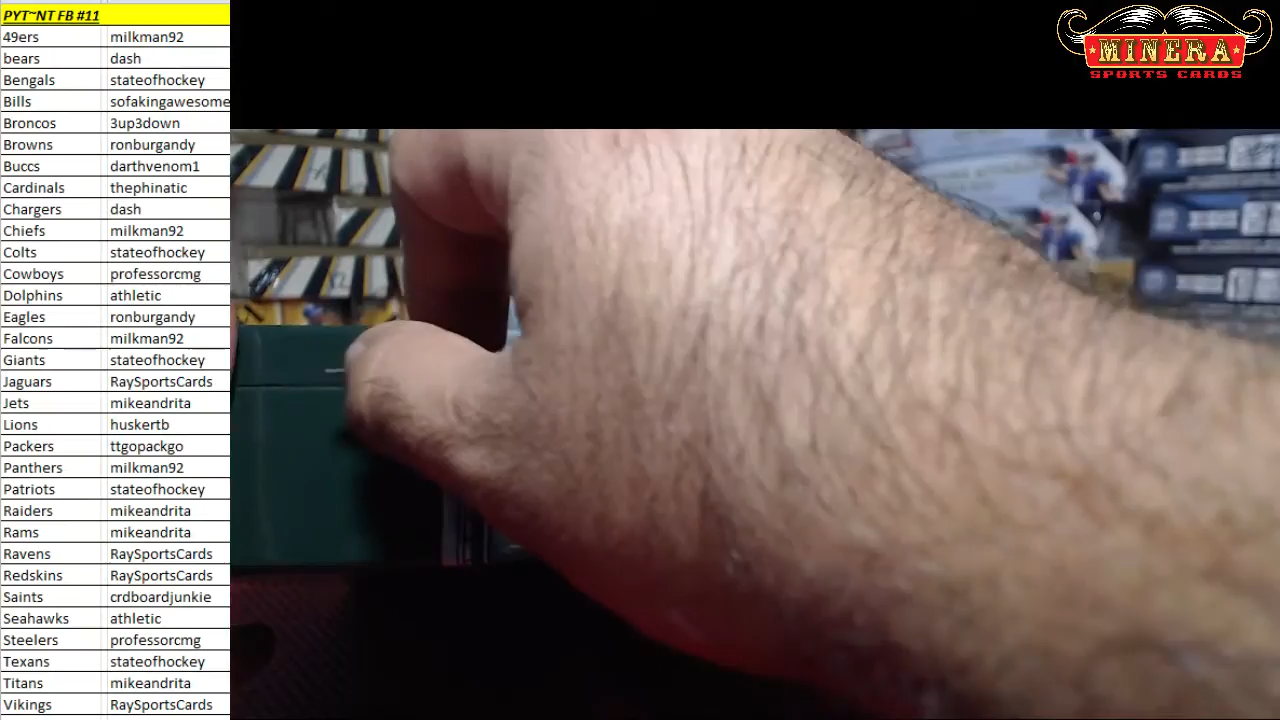 PYT~NT FB #11
49ers milkman92
bears dash
Bengals stateofhockey
Bills sofakingawesome
Broncos 3up3down
Browns ronburgandy
Buccs darthvenom1
Cardinals thephinatic
Chargers dash
Chiefs milkman92
Colts stateofhockey
Cowboys professorcmg
Dolphins athletic
Eagles ronburgandy
Falcons milkman92
Giants stateofhockey
Jaguars RaySportsCards
Jets mikeandrita
Lions huskertb
Packers ttgopackgo
Panthers milkman92
Patriots stateofhockey
Raiders mikeandrita
Rams mikeandrita
Ravens RaySportsCards
Redskins RaySportsCards
Saints crdboardjunkie
Seahawks athletic
Steelers professorcmg
Texans stateofhockey
Titans mikeandrita
Vikings RaySportsCards
MINERA
SPORTS CARDS